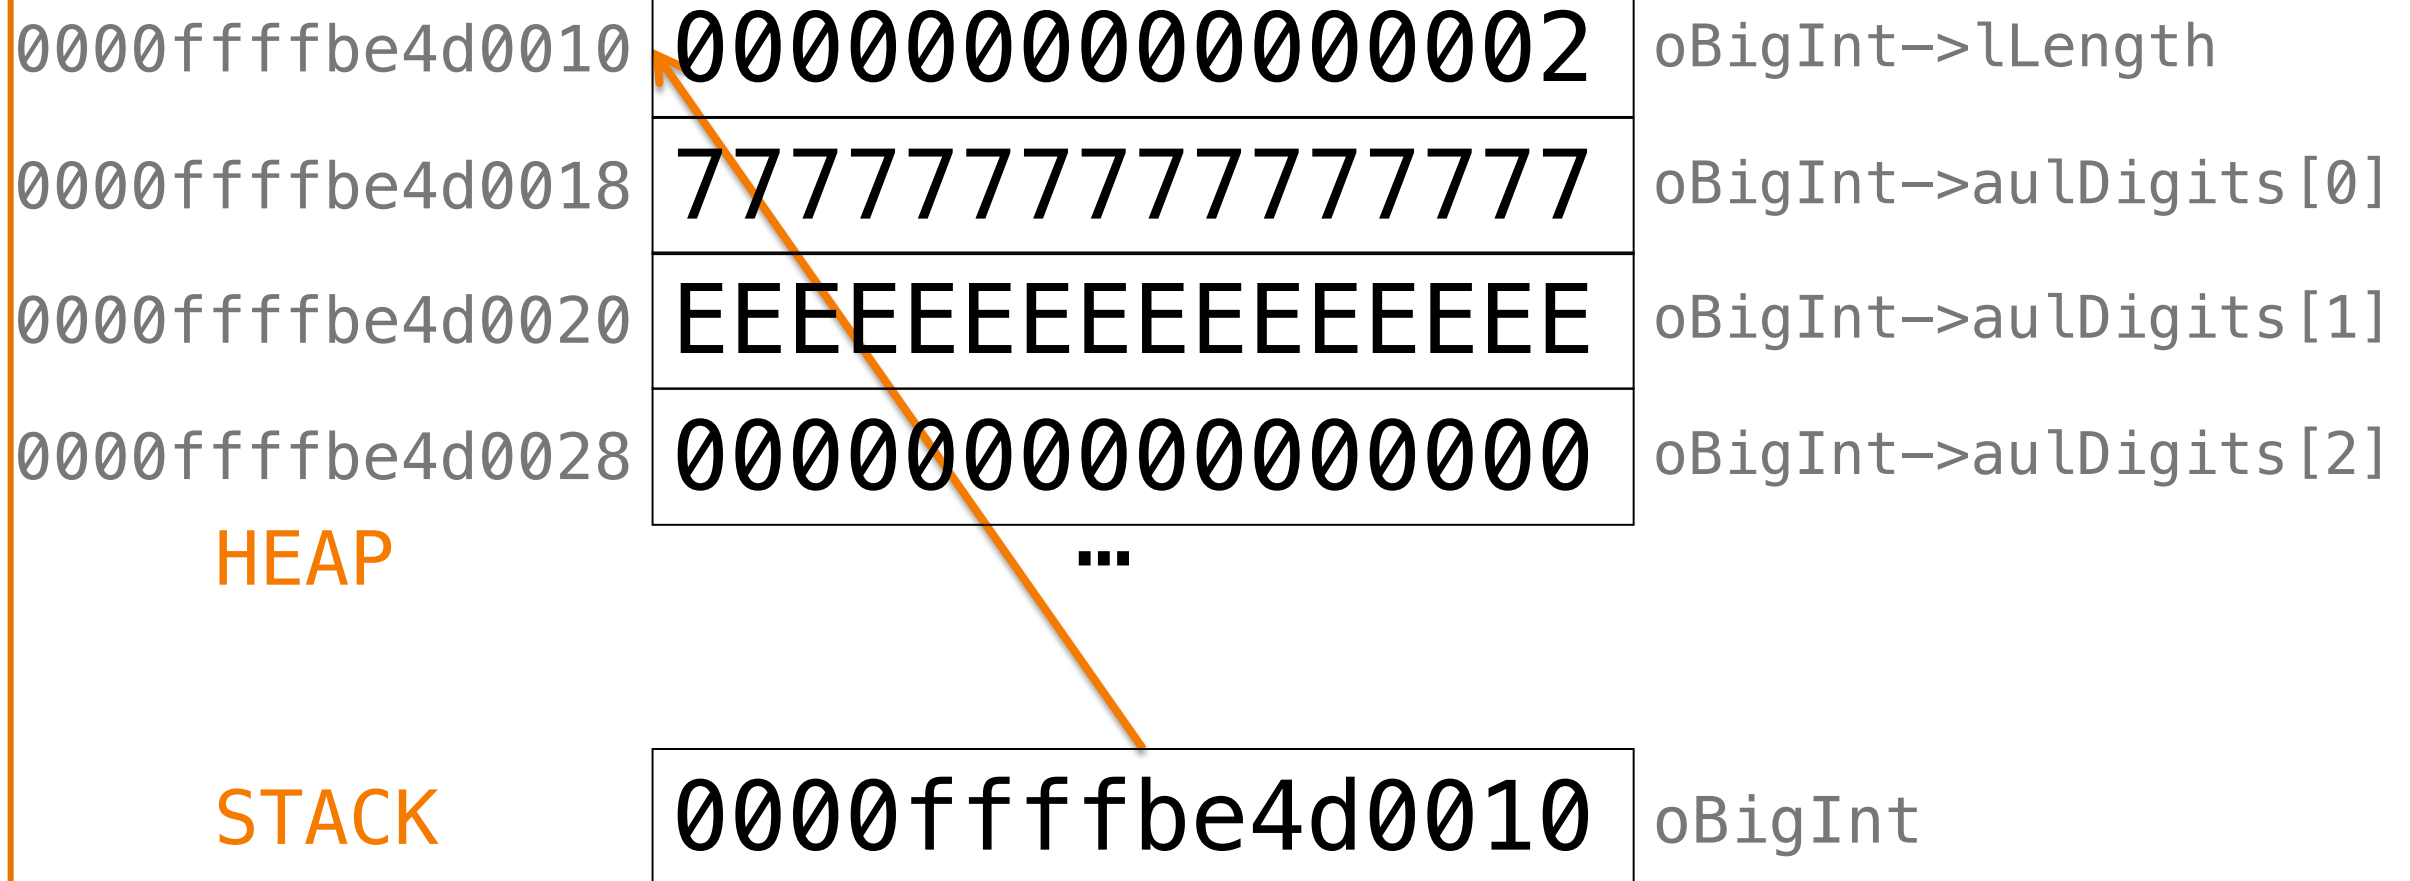 0000ffffbe4d0010 0000000000000002 oBigInt->lLength
0000ffffbe4d0018 7777777777777777 oBigInt->aulDigits[0]
0000ffffbe4d0020 EEEEEEEEEEEEEEEE oBigInt->aulDigits[1]
0000ffffbe4d0028 0000000000000000 oBigInt->aulDigits[2]
HEAP …
STACK 0000ffffbe4d0010 oBigInt